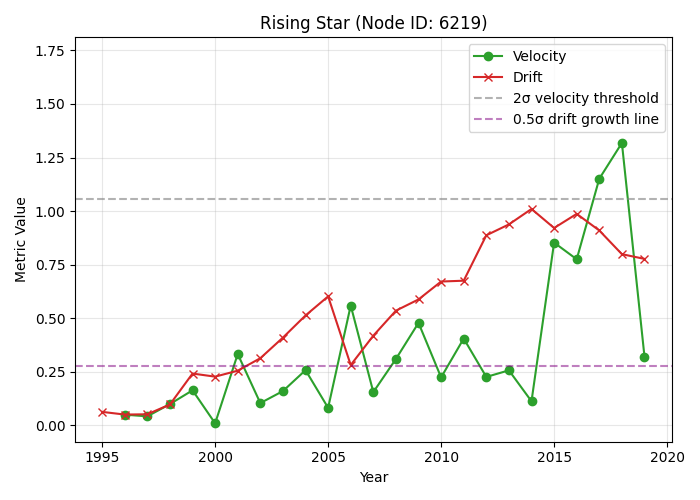 Rising Star (Node ID: 6219)
Velocity
Drift
2σ velocity threshold
0.5σ drift growth line
Metric Value
1.75
1.50
1.25
1.00
0.75
0.50
0.25
0.00
1995 2000 2005 2010 2015 2020
Year